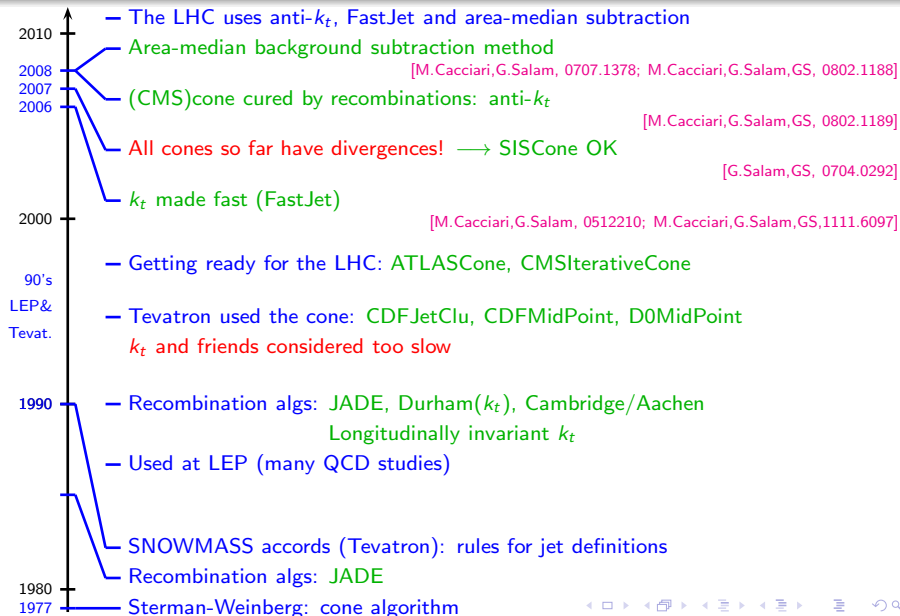 The LHC uses anti-kt, FastJet and area-median subtraction
2010
Area-median background subtraction method
2008
[M.Cacciari,G.Salam, 0707.1378; M.Cacciari,G.Salam,GS, 0802.1188]
2007
(CMS)cone cured by recombinations: anti-kt
2006
[M.Cacciari,G.Salam,GS, 0802.1189]
All cones so far have divergences! ⟶ SISCone OK
[G.Salam,GS, 0704.0292]
kt made fast (FastJet)
2000
[M.Cacciari,G.Salam, 0512210; M.Cacciari,G.Salam,GS,1111.6097]
Getting ready for the LHC: ATLASCone, CMSIterativeCone
90's
LEP&
Tevat.
Tevatron used the cone: CDFJetClu, CDFMidPoint, D0MidPoint
kt and friends considered too slow
1990
Recombination algs: JADE, Durham(kt), Cambridge/Aachen
Longitudinally invariant kt
Used at LEP (many QCD studies)
SNOWMASS accords (Tevatron): rules for jet definitions
Recombination algs: JADE
1980
1977
Sterman-Weinberg: cone algorithm